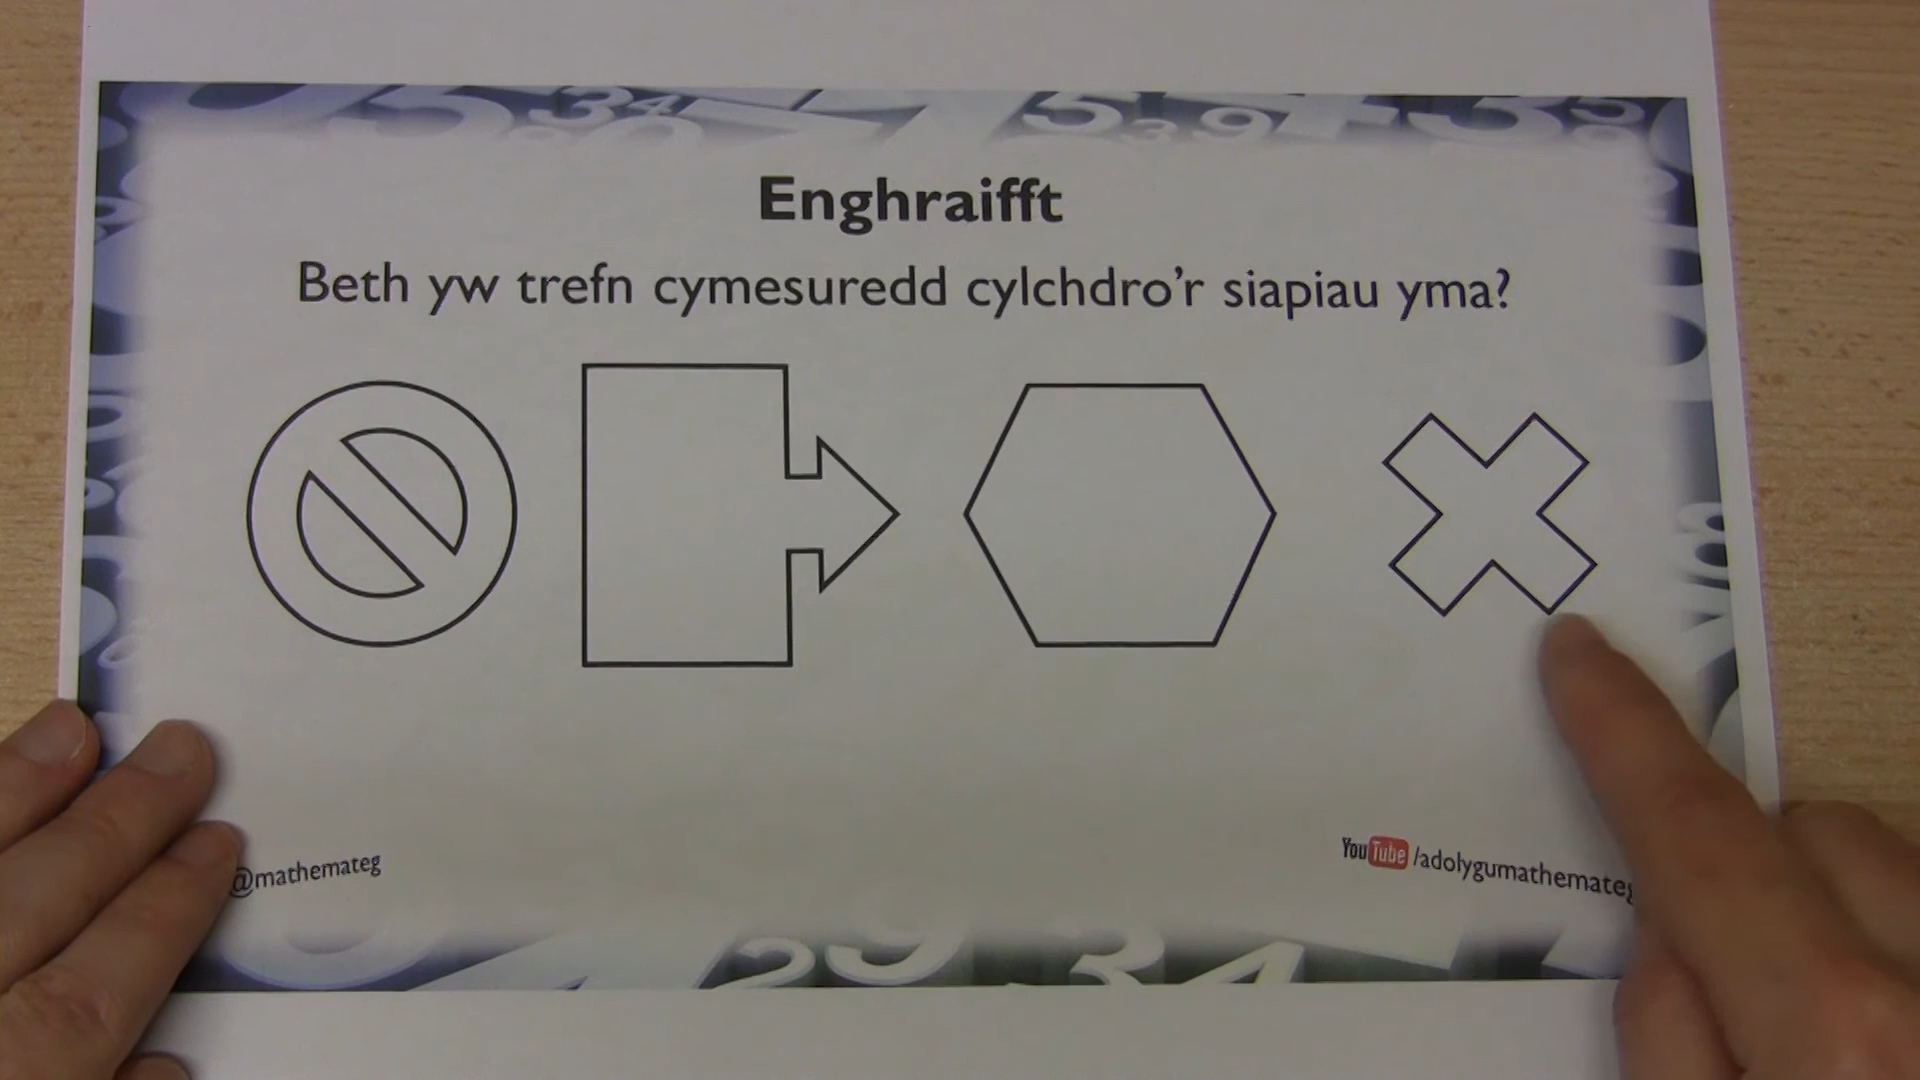 Enghraifft
Beth yw trefn cymesuredd cylchdro'r siapiau yma?
@mathemateg
YouTube /adolygumathemateg